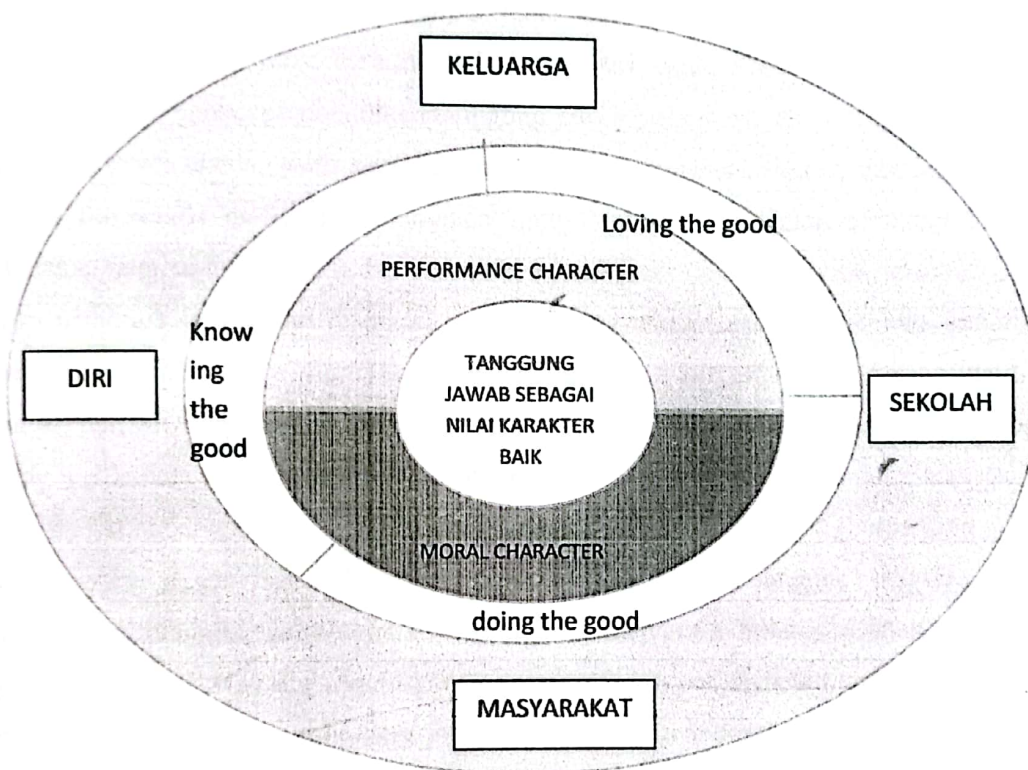 KELUARGA
Loving the good
PERFORMANCE CHARACTER
Know
ing
the
good
DIRI
TANGGUNG
JAWAB SEBAGAI
NILAI KARAKTER
BAIK
SEKOLAH
MORAL CHARACTER
doing the good
MASYARAKAT